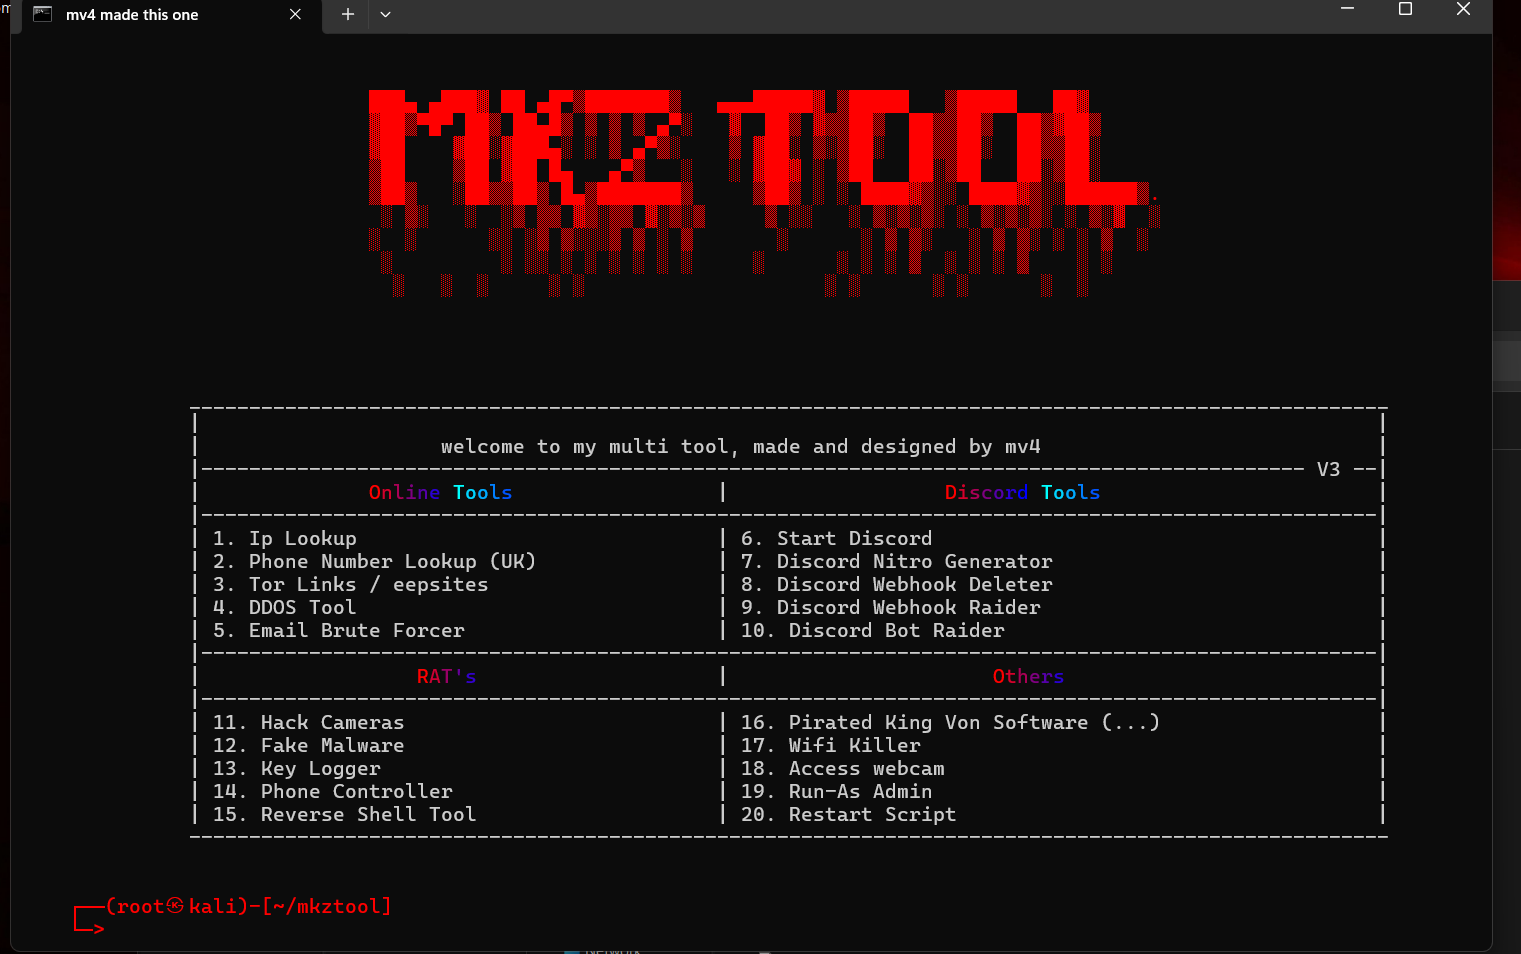 mv4 made this one
MKZ TOOL
welcome to my multi tool, made and designed by mv4
V3
Online Tools
Discord Tools
1. Ip Lookup
6. Start Discord
2. Phone Number Lookup (UK)
7. Discord Nitro Generator
3. Tor Links / eepsites
8. Discord Webhook Deleter
4. DDOS Tool
9. Discord Webhook Raider
5. Email Brute Forcer
10. Discord Bot Raider
RAT's
Others
11. Hack Cameras
16. Pirated King Von Software (...)
12. Fake Malware
17. Wifi Killer
13. Key Logger
18. Access webcam
14. Phone Controller
19. Run-As Admin
15. Reverse Shell Tool
20. Restart Script
(root㉿kali)-[~/mkztool]
>